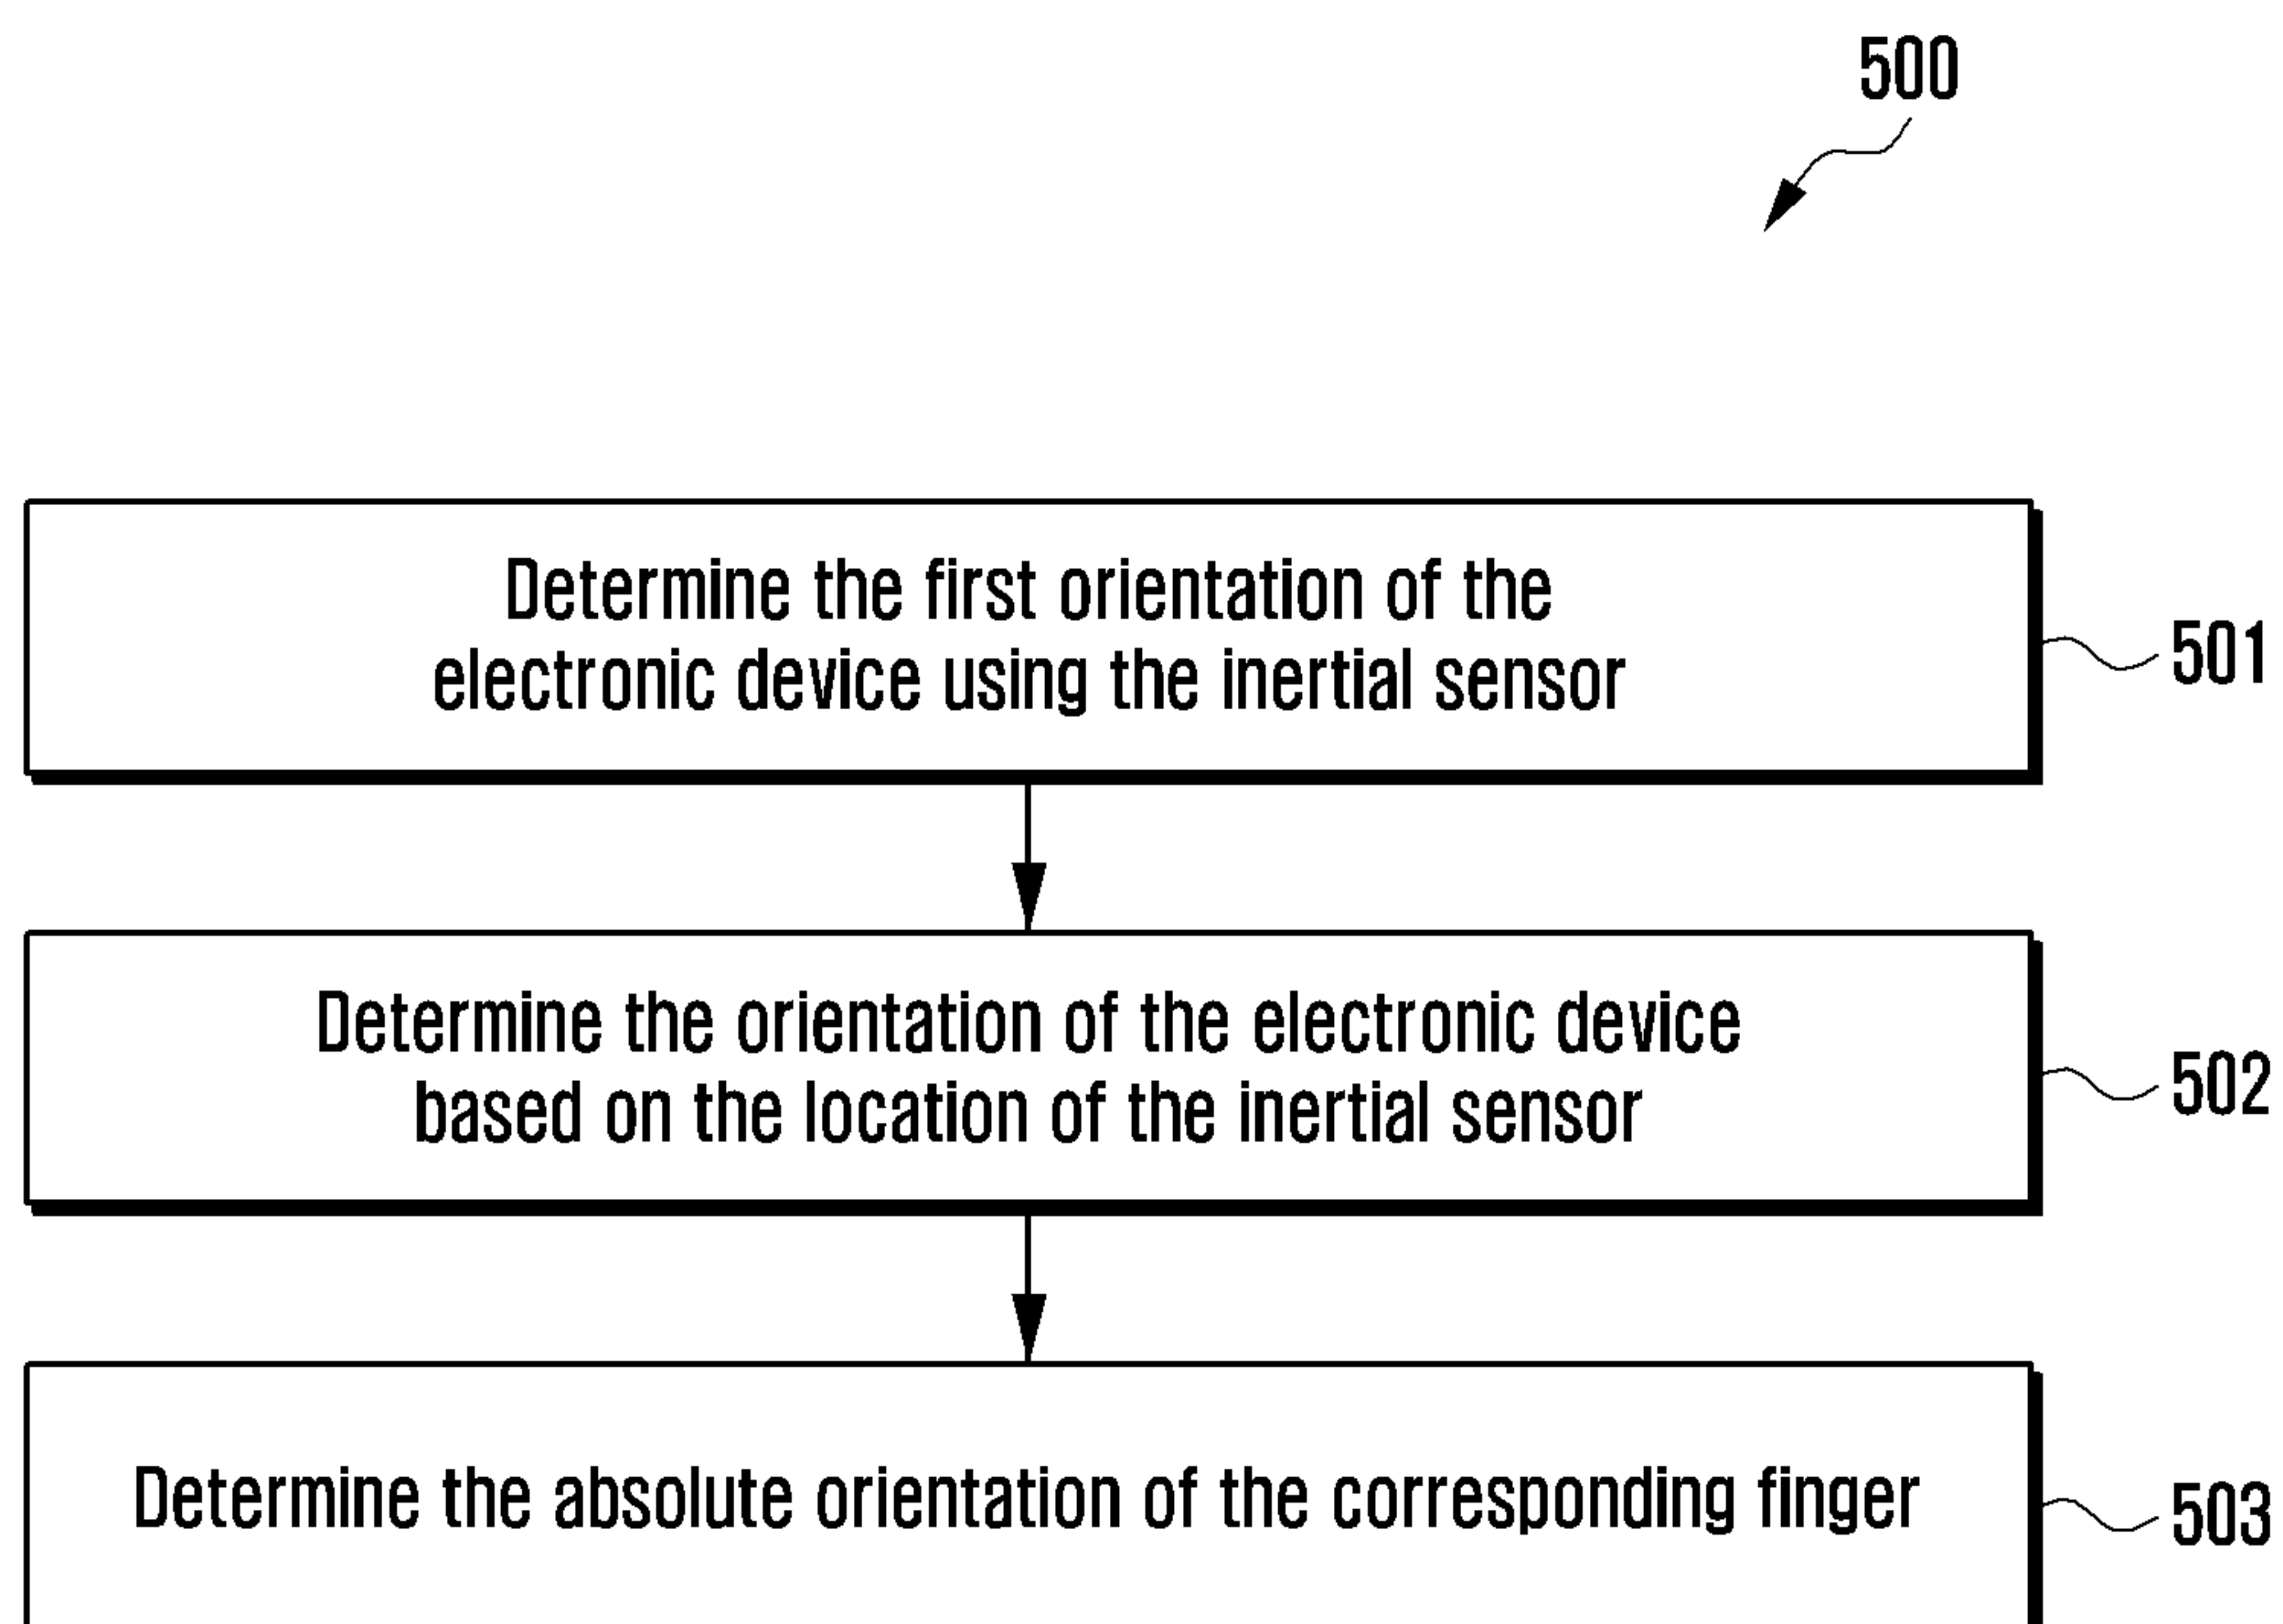 500
Determine the first orientation of the
electronic device using the inertial sensor
501
Determine the orientation of the electronic device
based on the location of the inertial sensor
502
Determine the absolute orientation of the corresponding finger
503